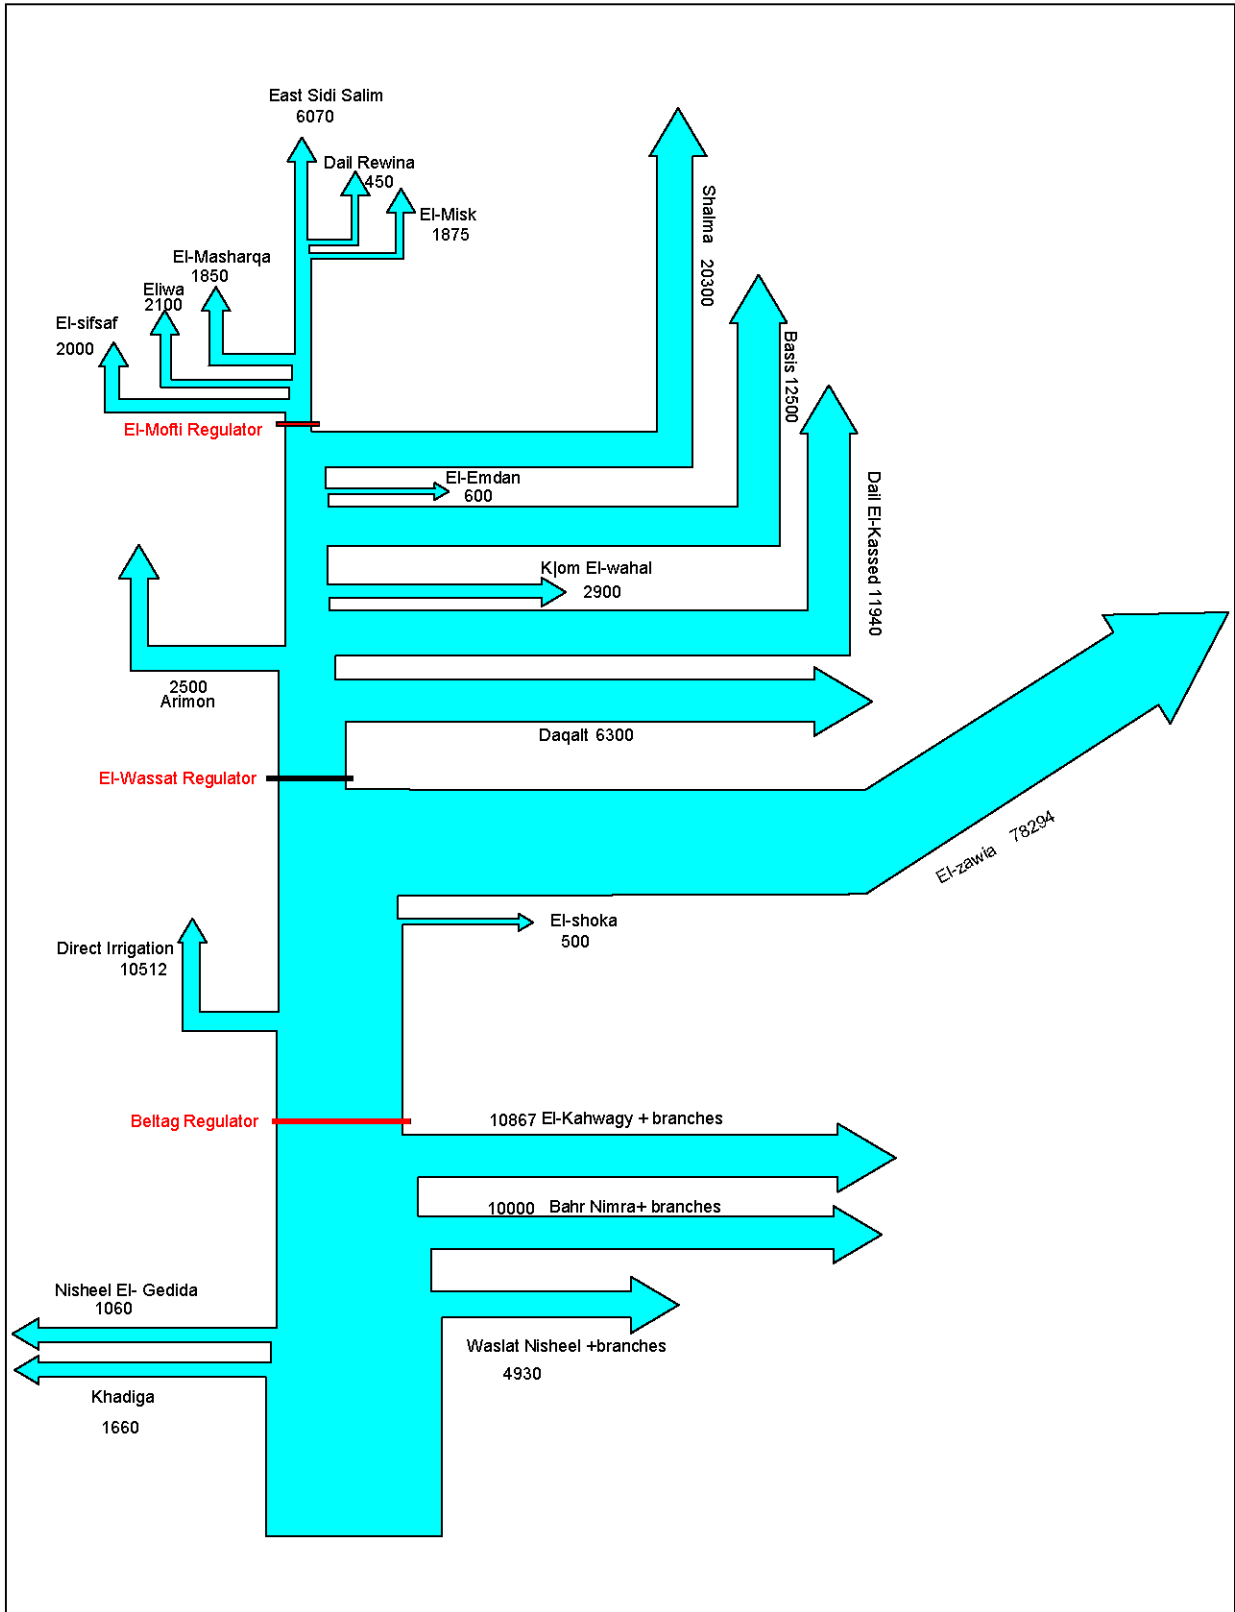 East Sidi Salim
6070
Dail Rewina
450
El-Misk
1875
El-Masharqa
1850
Eliwa
2100
El-sifsaf
2000
El-Mofti Regulator
Shalma 20300
Basis 12500
El-Emdan
600
K|om El-wahal
2900
Dail El-Kassed 11940
2500
Arimon
Daqalt 6300
El-Wassat Regulator
El-zawia 78294
El-shoka
500
Direct Irrigation
10512
Beltag Regulator
10867 El-Kahwagy + branches
10000 Bahr Nimra+ branches
Nisheel El- Gedida
1060
Waslat Nisheel +branches
4930
Khadiga
1660